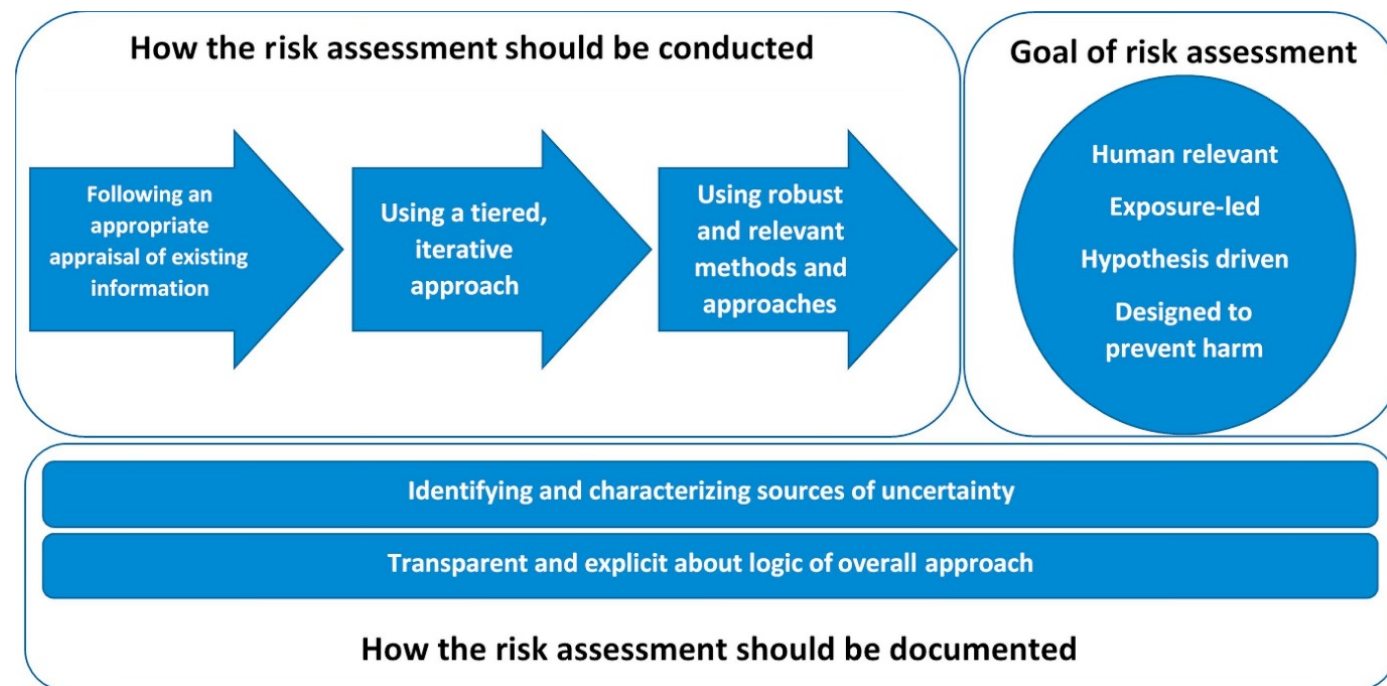 How the risk assessment should be conducted
Following an
appropriate
appraisal of existing
information
Using a tiered,
iterative
approach
Using robust
and relevant
methods and
approaches
Goal of risk assessment
Human relevant
Exposure-led
Hypothesis driven
Designed to
prevent harm
Identifying and characterizing sources of uncertainty
Transparent and explicit about logic of overall approach
How the risk assessment should be documented